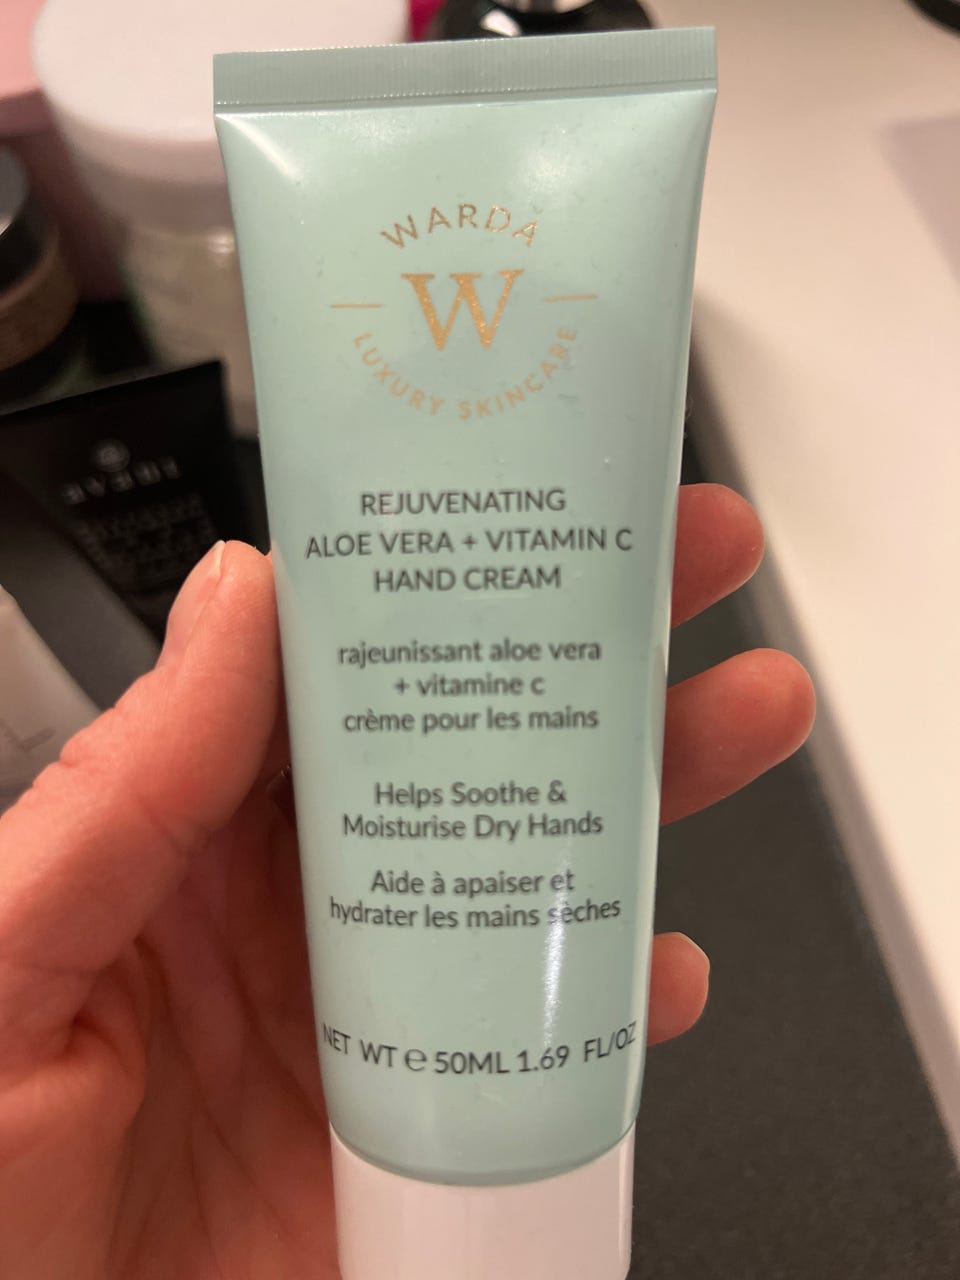 WARDA
W
LUXURY SKINCARE
REJUVENATING
ALOE VERA + VITAMIN C
HAND CREAM
rajeunissant aloe vera
+ vitamine c
crème pour les mains
Helps Soothe &
Moisturise Dry Hands
Aide à apaiser et
hydrater les mains sèches
NET WT ℮ 50ML 1.69 FL/OZ
avani